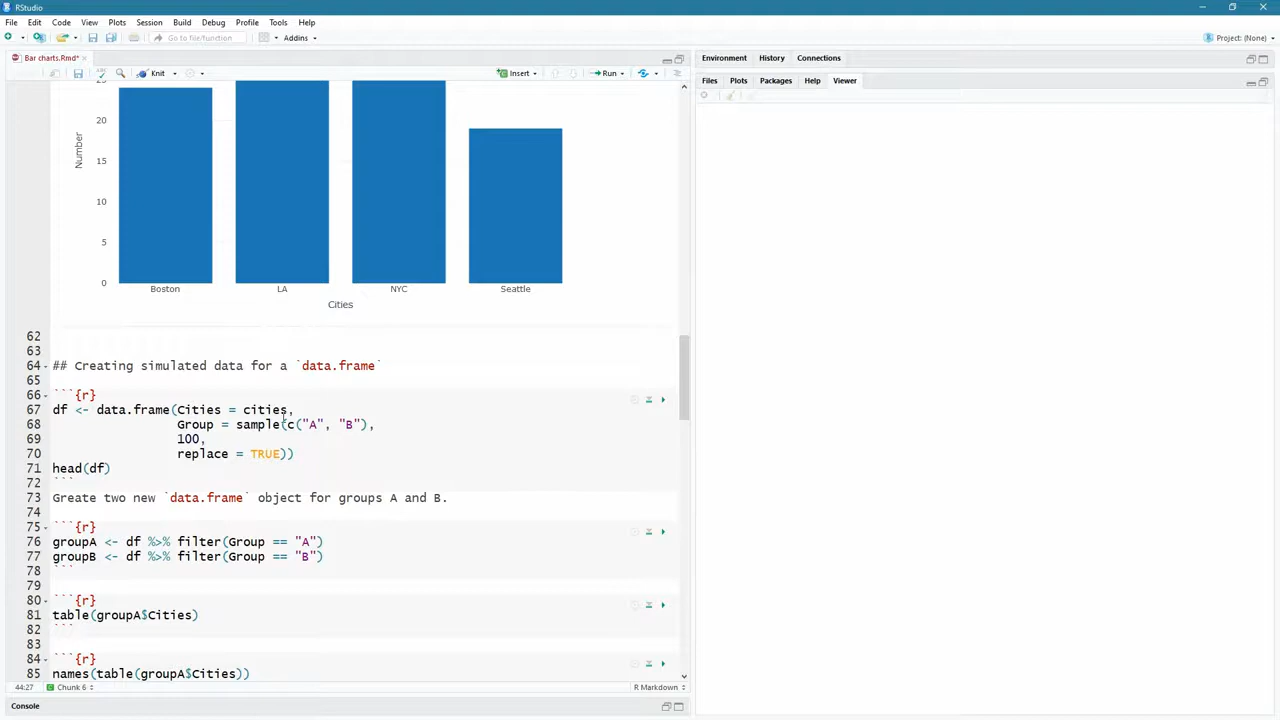 RStudio
File Edit Code View Plots Session Build Debug Profile Tools Help
Go to file/function Addins Project: (None)
Bar charts.Rmd*
Knit Insert Run
Environment History Connections
Files Plots Packages Help Viewer
20
15
10
5
0
Number
Boston LA NYC Seattle
Cities
62
63
64 ## Creating simulated data for a `data.frame`
65
66 ```{r}
67 df <- data.frame(Cities = cities,
68 Group = sample(c("A", "B"),
69 100,
70 replace = TRUE))
71 head(df)
72 ```
73 Greate two new `data.frame` object for groups A and B.
74
75 ```{r}
76 groupA <- df %>% filter(Group == "A")
77 groupB <- df %>% filter(Group == "B")
78 ```
79
80 ```{r}
81 table(groupA$Cities)
82 ```
83
84 ```{r}
85 names(table(groupA$Cities))
44:27 Chunk 6 R Markdown
Console